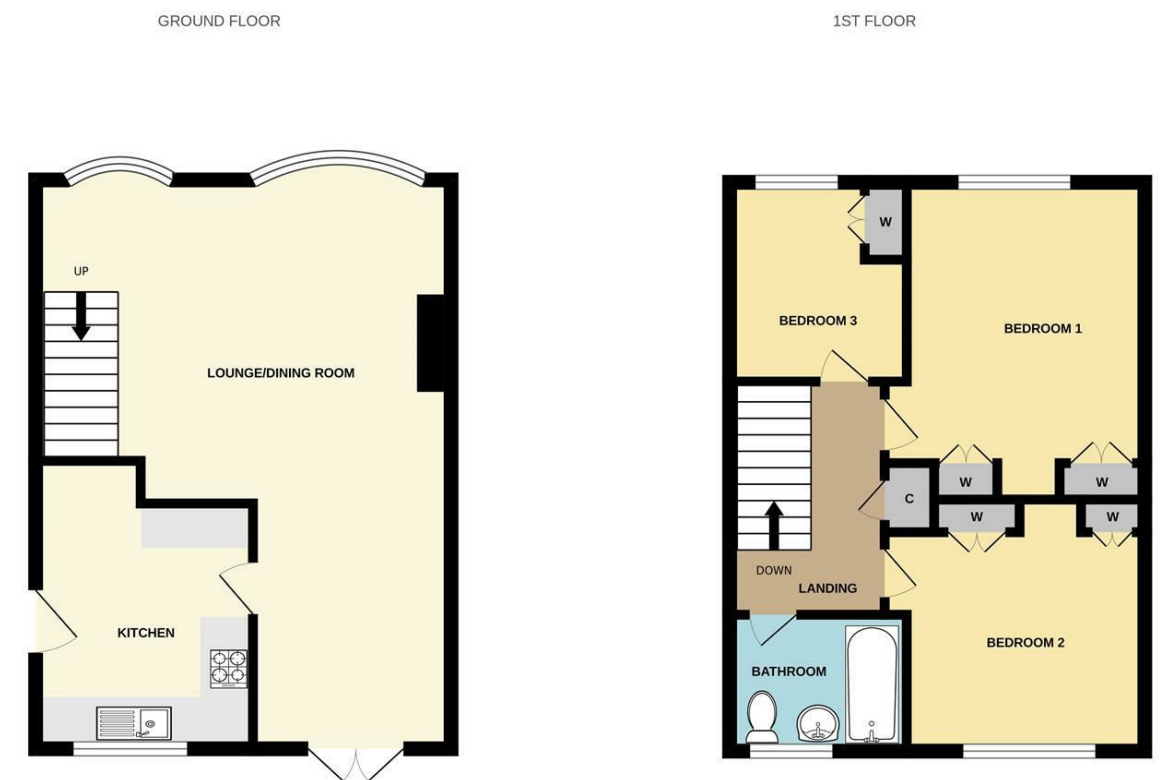 GROUND FLOOR
1ST FLOOR
UP
LOUNGE/DINING ROOM
KITCHEN
W
BEDROOM 3
BEDROOM 1
W
W
C
W
W
DOWN
LANDING
BEDROOM 2
BATHROOM